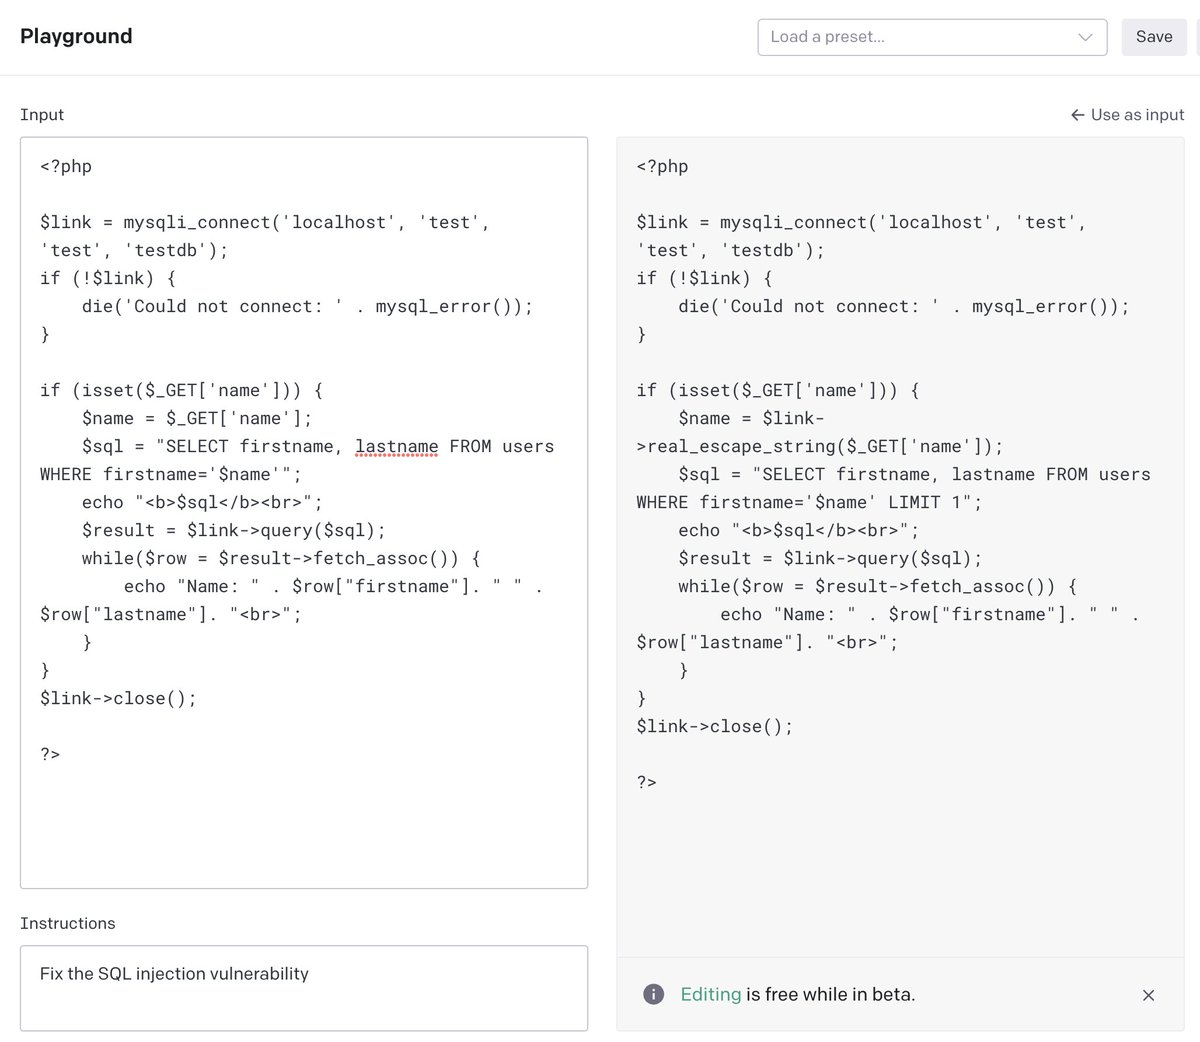 Playground
Load a preset...
Save
Input
← Use as input
<?php

$link = mysqli_connect('localhost', 'test',
'test', 'testdb');
if (!$link) {
    die('Could not connect: ' . mysql_error());
}

if (isset($_GET['name'])) {
    $name = $_GET['name'];
    $sql = "SELECT firstname, lastname FROM users
WHERE firstname='$name'";
    echo "<b>$sql</b><br>";
    $result = $link->query($sql);
    while($row = $result->fetch_assoc()) {
        echo "Name: " . $row["firstname"]. " " .
$row["lastname"]. "<br>";
    }
}
$link->close();

?>
<?php

$link = mysqli_connect('localhost', 'test',
'test', 'testdb');
if (!$link) {
    die('Could not connect: ' . mysql_error());
}

if (isset($_GET['name'])) {
    $name = $link-
>real_escape_string($_GET['name']);
    $sql = "SELECT firstname, lastname FROM users
WHERE firstname='$name' LIMIT 1";
    echo "<b>$sql</b><br>";
    $result = $link->query($sql);
    while($row = $result->fetch_assoc()) {
        echo "Name: " . $row["firstname"]. " " .
$row["lastname"]. "<br>";
    }
}
$link->close();

?>
Instructions
Fix the SQL injection vulnerability
Editing is free while in beta.